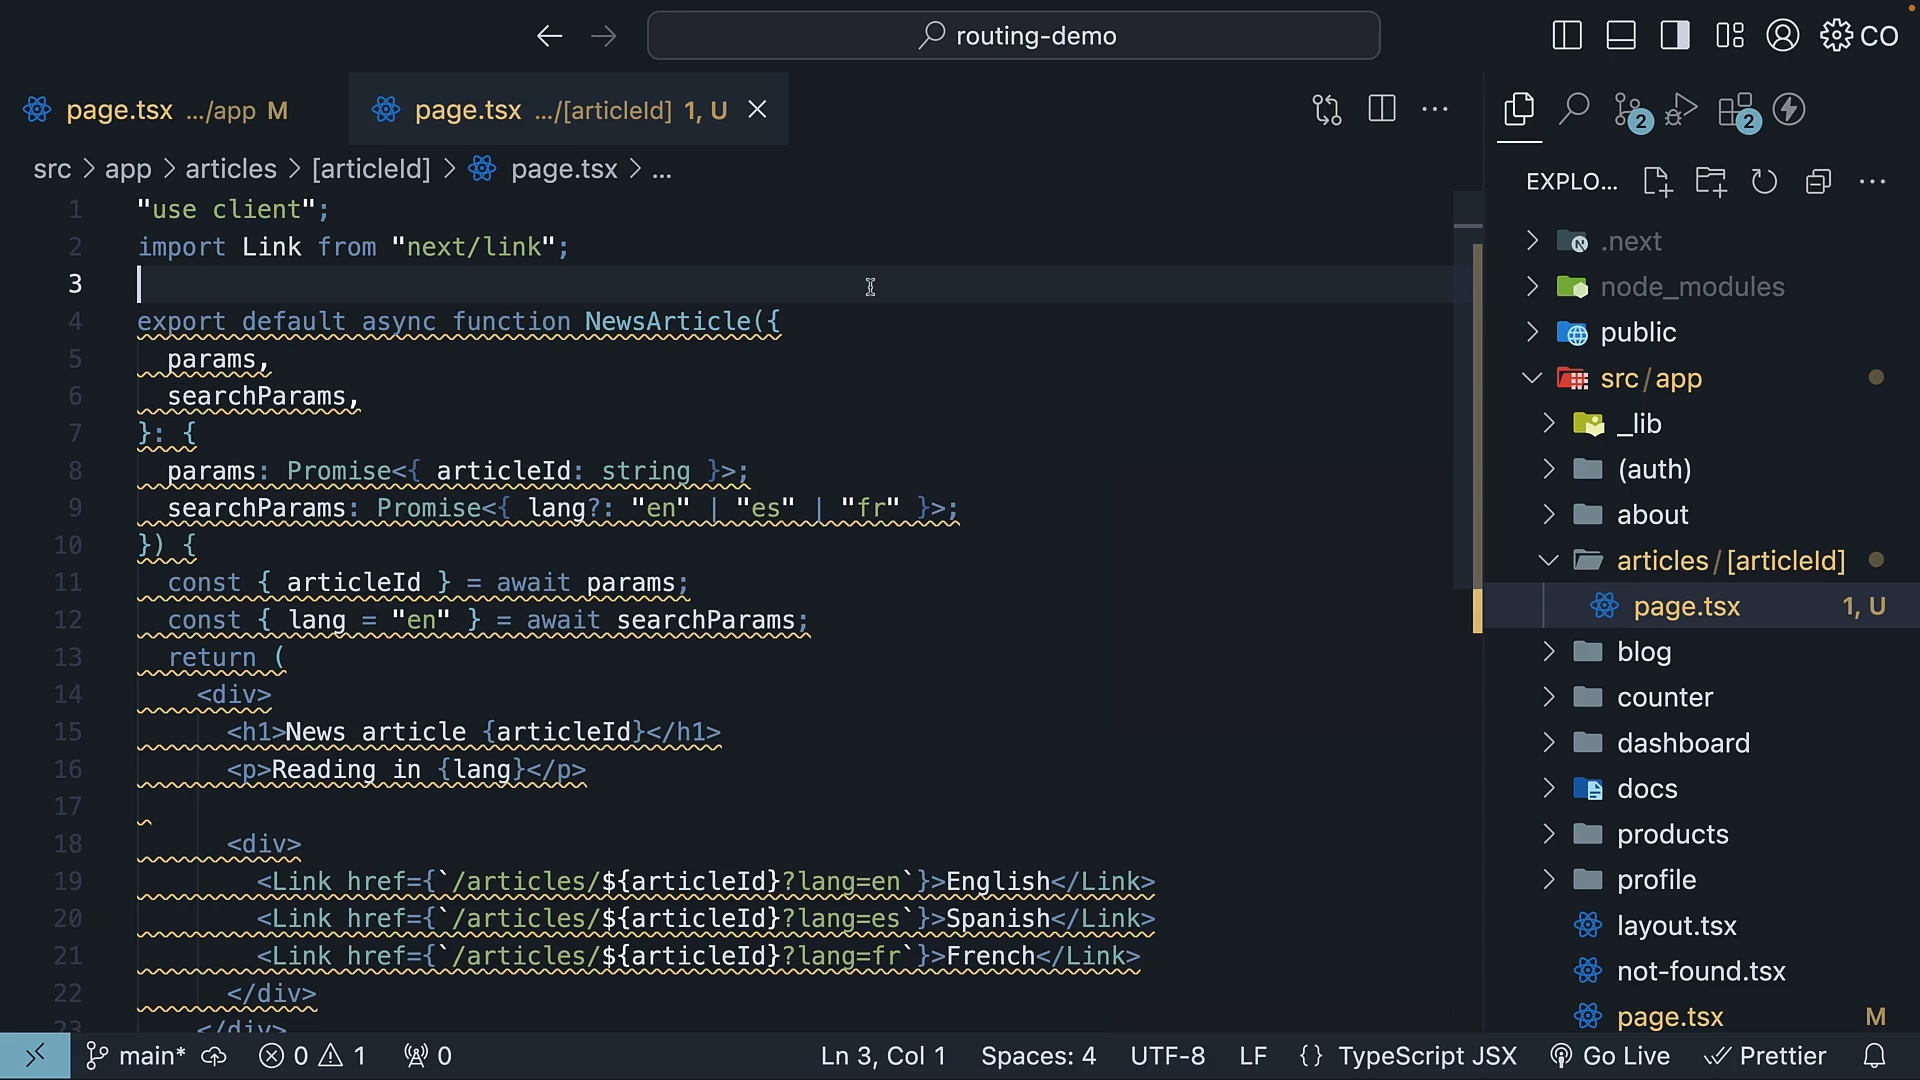 routing-demo
CO
page.tsx .../app M
page.tsx .../[articleId] 1, U
2
2
src > app > articles > [articleId] > page.tsx > ...
EXPLO...
1 "use client";
2 import Link from "next/link";
3
4 export default async function NewsArticle({
5 params,
6 searchParams,
7 }: {
8 params: Promise<{ articleId: string }>;
9 searchParams: Promise<{ lang?: "en" | "es" | "fr" }>;
10 }) {
11 const { articleId } = await params;
12 const { lang = "en" } = await searchParams;
13 return (
14 <div>
15 <h1>News article {articleId}</h1>
16 <p>Reading in {lang}</p>
17
18 <div>
19 <Link href={`/articles/${articleId}?lang=en`}>English</Link>
20 <Link href={`/articles/${articleId}?lang=es`}>Spanish</Link>
21 <Link href={`/articles/${articleId}?lang=fr`}>French</Link>
22 </div>
23 </div>
.next
node_modules
public
src/app
_lib
(auth)
about
articles/[articleId]
page.tsx 1, U
blog
counter
dashboard
docs
products
profile
layout.tsx
not-found.tsx
page.tsx M
main* 0 1 0 Ln 3, Col 1 Spaces: 4 UTF-8 LF {} TypeScript JSX Go Live Prettier